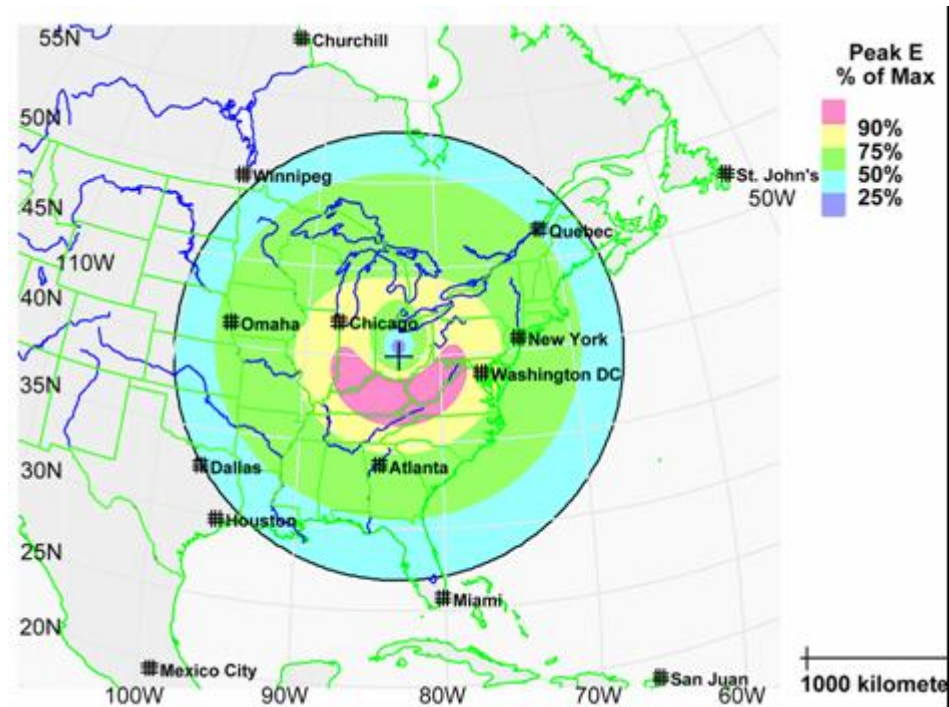 55N
Churchill
Peak E
% of Max
50N
90%
75%
Winnipeg
St. John's
50%
50W
25%
45N
Quebec
110W
40N
Omaha
Chicago
New York
35N
Washington DC
30N
Dallas
Atlanta
Houston
25N
Miami
20N
Mexico City
San Juan
1000 kilomete
100W
90W
80W
70W
60W